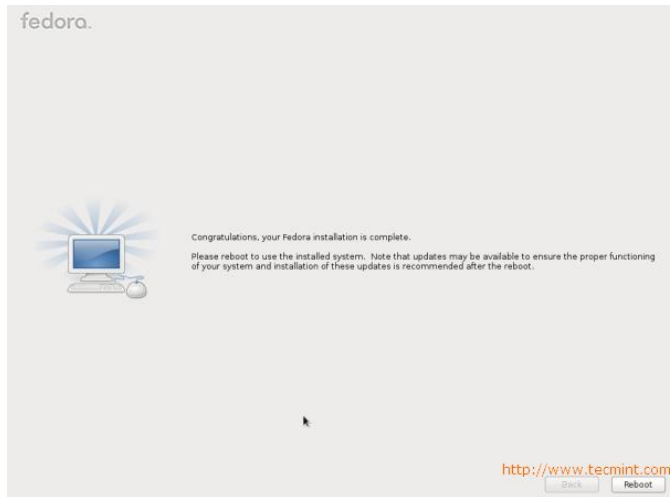 fedora.
Congratulations, your Fedora installation is complete.
Please reboot to use the installed system. Note that updates may be available to ensure the proper functioning
of your system and installation of these updates is recommended after the reboot.
http://www.tecmint.com
Back
Reboot